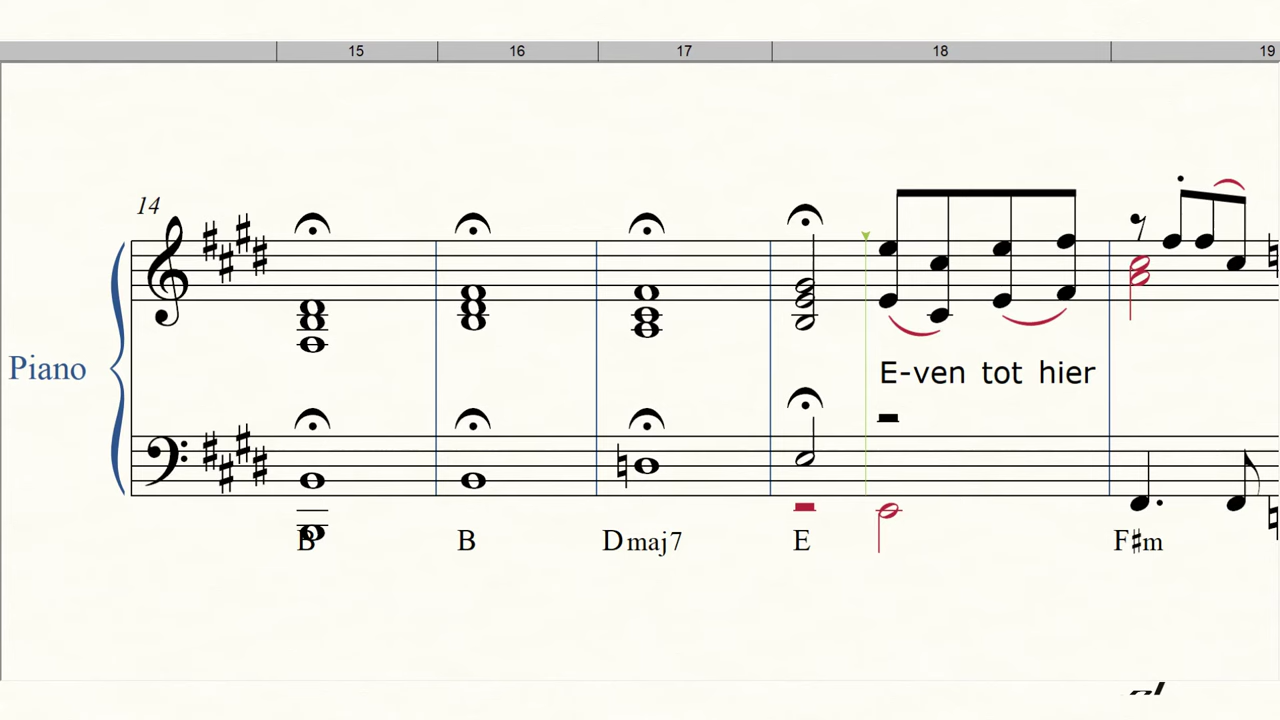 15 16 17 18 19
14
Piano
E-ven tot hier
B B Dmaj7 E F♯m